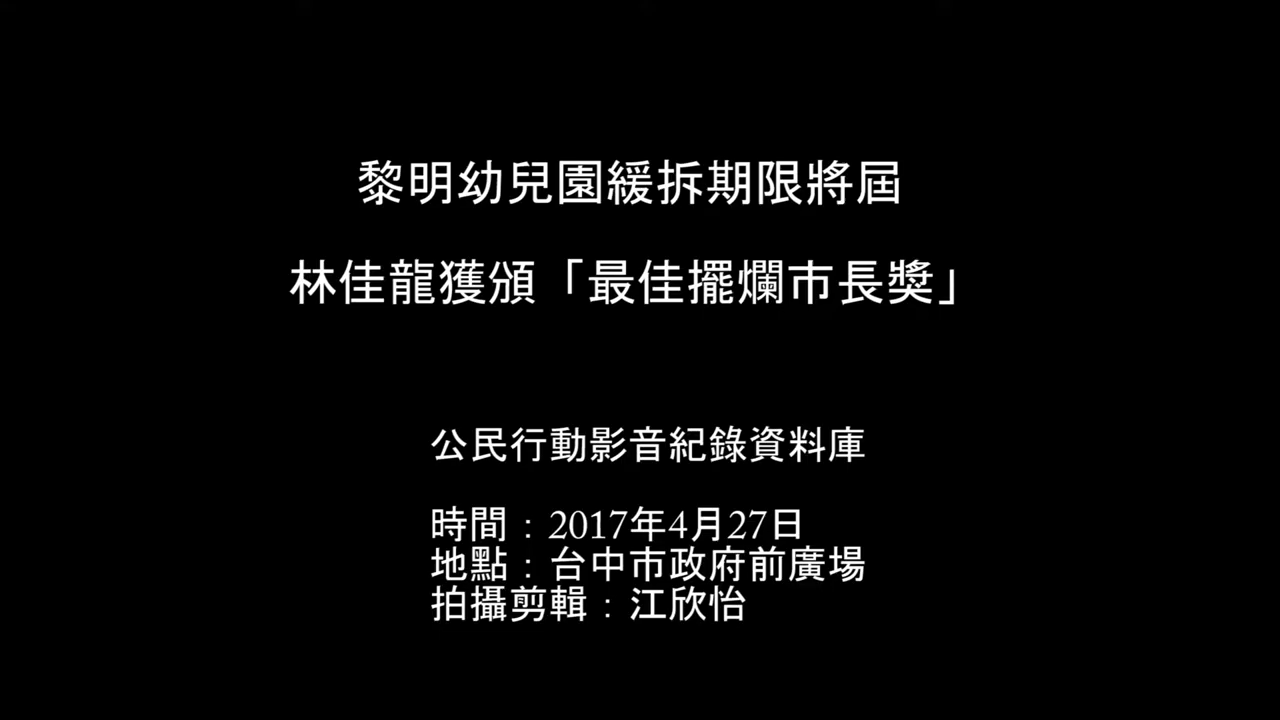 黎明幼兒園緩拆期限將屆
林佳龍獲頒「最佳擺爛市長獎」
公民行動影音紀錄資料庫
時間：2017年4月27日
地點：台中市政府前廣場
拍攝剪輯：江欣怡